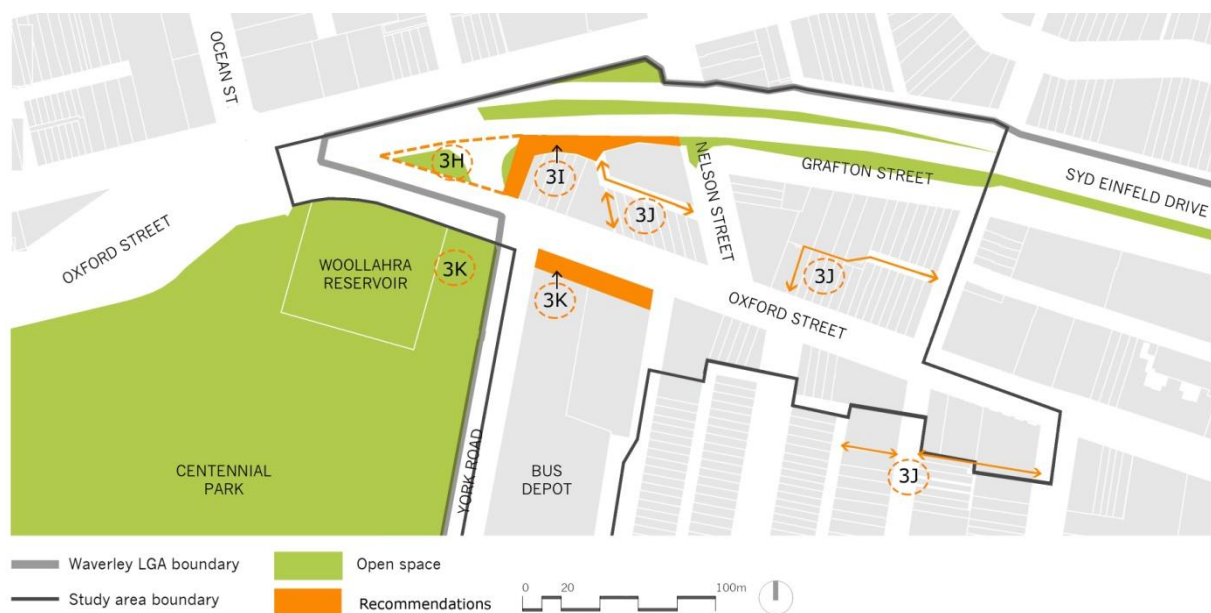 OCEAN ST.
3H
3I
3J
NELSON STREET
GRAFTON STREET
SYD EINFELD DRIVE
OXFORD STREET
WOOLLAHRA
RESERVOIR
3K
3K
3J
OXFORD STREET
CENTENNIAL
PARK
YORK ROAD
BUS
DEPOT
3J
Waverley LGA boundary
Open space
Study area boundary
Recommendations
0 20 100m